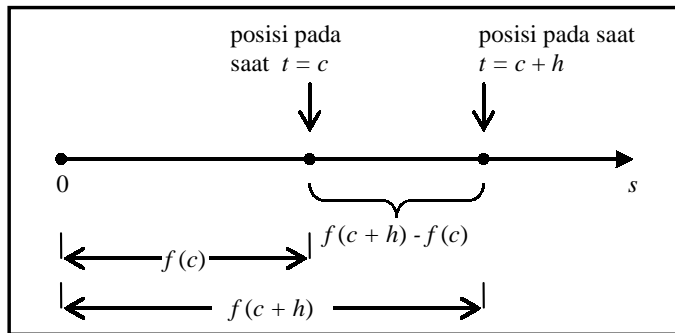 posisi pada
saat t = c
posisi pada saat
t = c + h
0
s
f (c + h) - f (c)
f (c)
f (c + h)